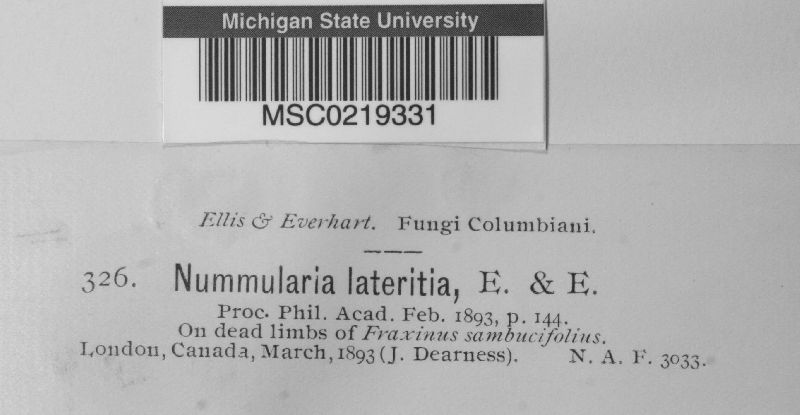 Michigan State University
MSC0219331
Ellis & Everhart. Fungi Columbiani.
326. Nummularia lateritia, E. & E.
Proc. Phil. Acad. Feb. 1893, p. 144.
On dead limbs of Fraxinus sambucifolius.
London, Canada, March, 1893 (J. Dearness). N. A. F. 3033.